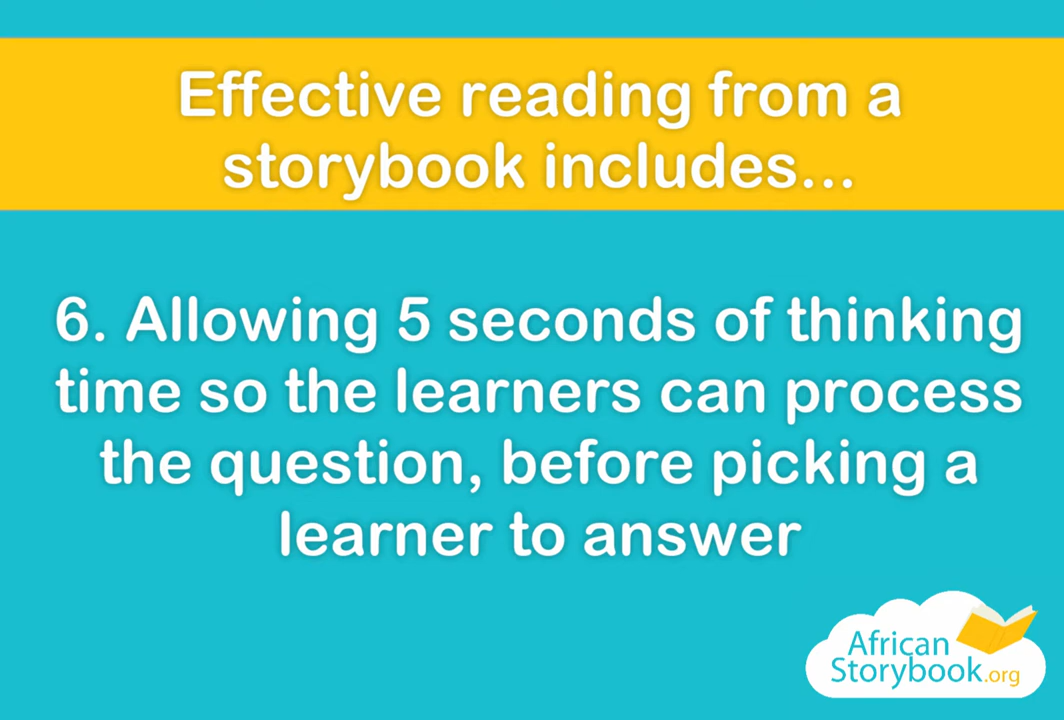 Effective reading from a
storybook includes...
6. Allowing 5 seconds of thinking
time so the learners can process
the question, before picking a
learner to answer
African
Storybook.org